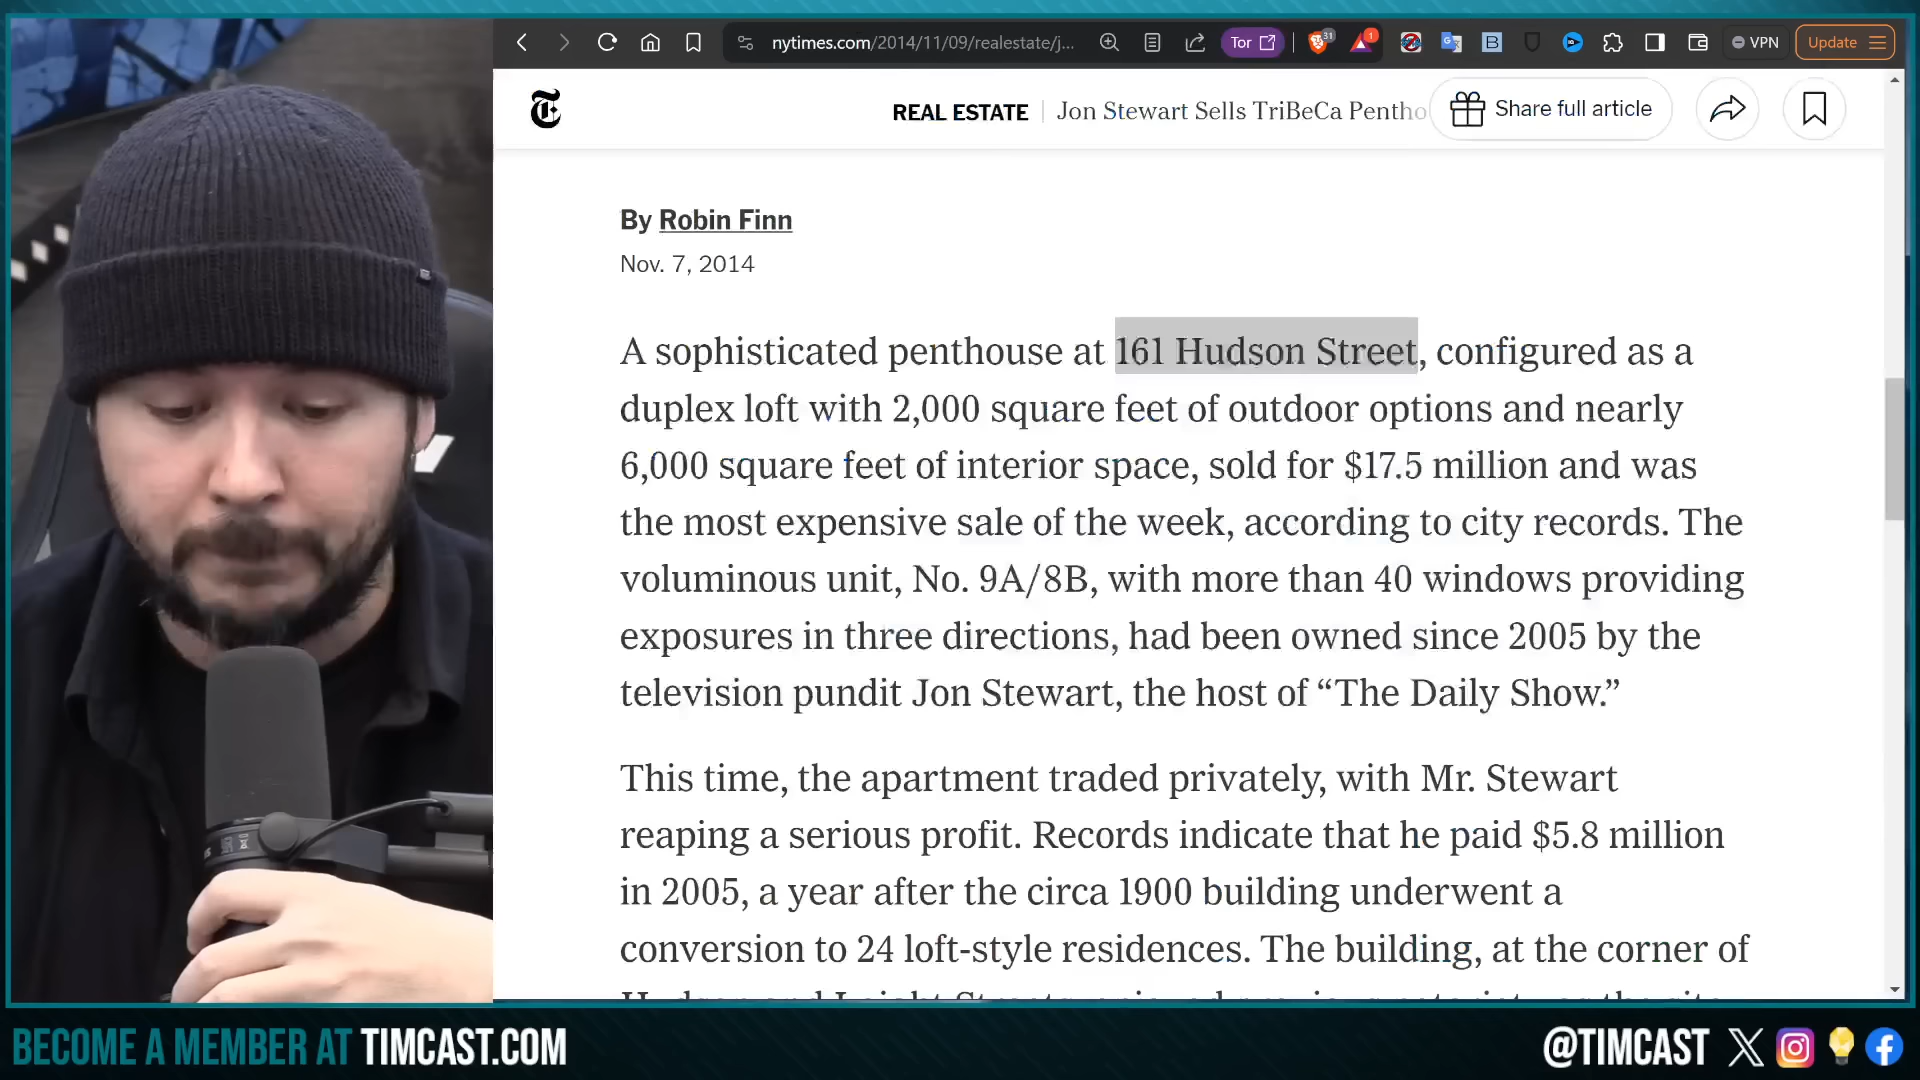 nytimes.com/2014/11/09/realestate/j...
Tor
31
1
B
VPN
Update
REAL ESTATE | Jon Stewart Sells TriBeCa Pentho
Share full article
By Robin Finn
Nov. 7, 2014
A sophisticated penthouse at 161 Hudson Street, configured as a
duplex loft with 2,000 square feet of outdoor options and nearly
6,000 square feet of interior space, sold for $17.5 million and was
the most expensive sale of the week, according to city records. The
voluminous unit, No. 9A/8B, with more than 40 windows providing
exposures in three directions, had been owned since 2005 by the
television pundit Jon Stewart, the host of “The Daily Show.”
This time, the apartment traded privately, with Mr. Stewart
reaping a serious profit. Records indicate that he paid $5.8 million
in 2005, a year after the circa 1900 building underwent a
conversion to 24 loft-style residences. The building, at the corner of
BECOME A MEMBER AT TIMCAST.COM
@TIMCAST